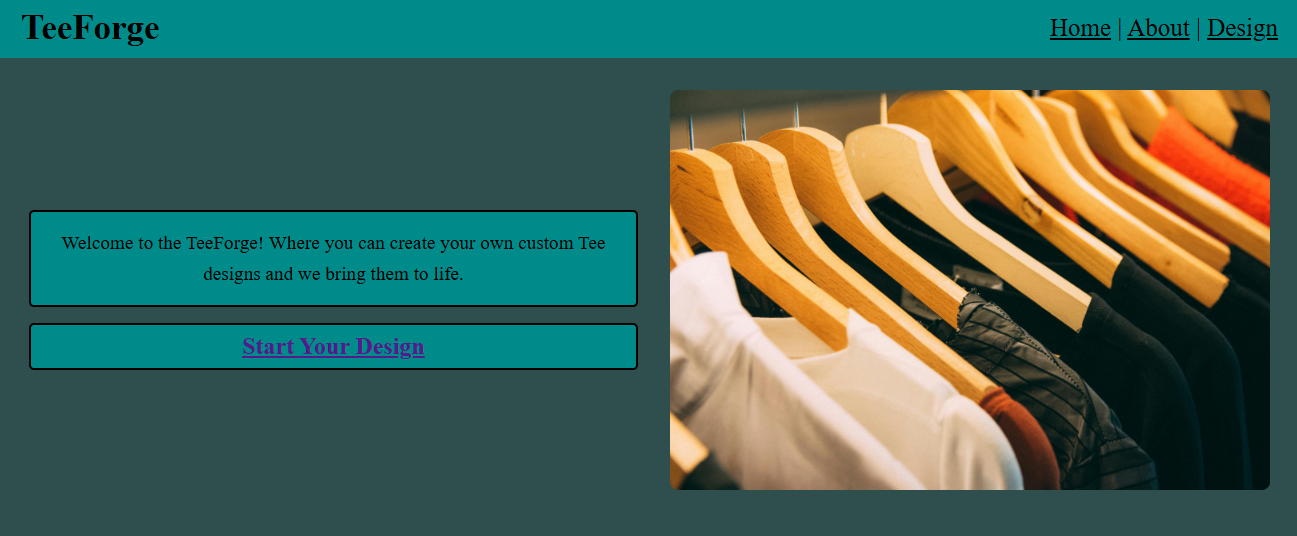 TeeForge
Home | About | Design
Welcome to the TeeForge! Where you can create your own custom Tee
designs and we bring them to life.
Start Your Design